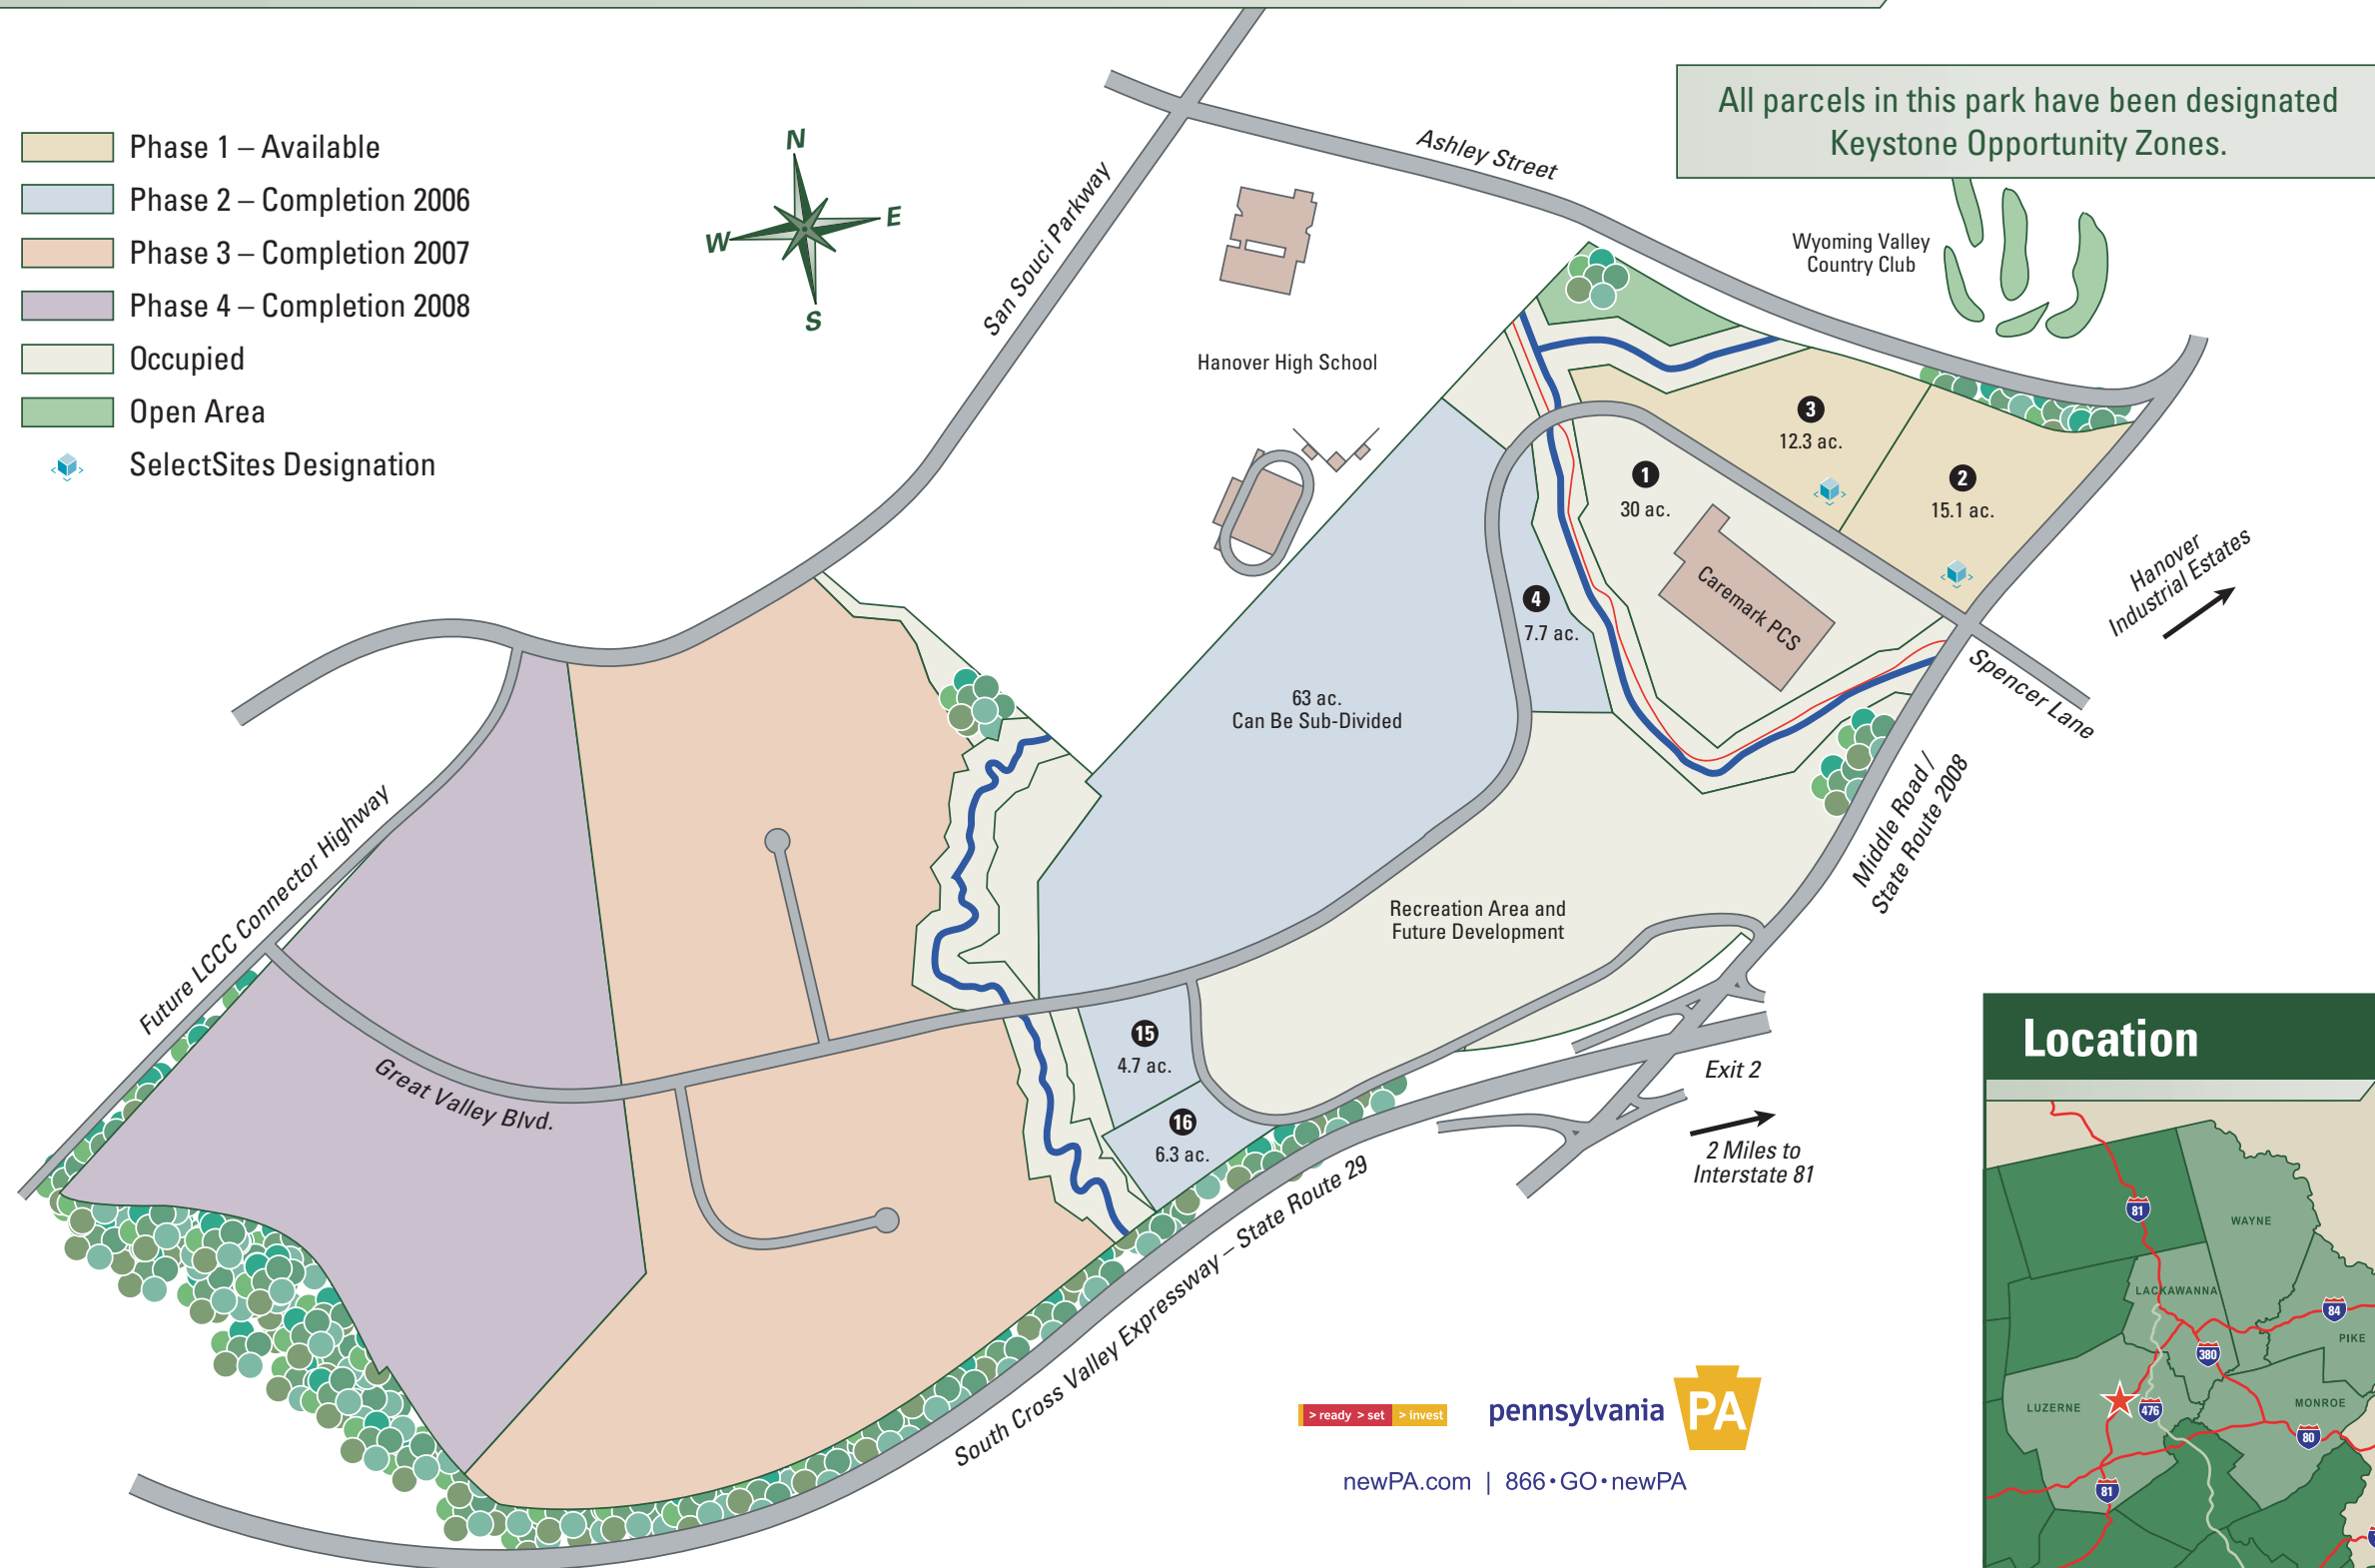 All parcels in this park have been designated
Keystone Opportunity Zones.
Phase 1 – Available
Phase 2 – Completion 2006
Phase 3 – Completion 2007
Phase 4 – Completion 2008
Occupied
Open Area
SelectSites Designation
N
E
W
S
San Souci Parkway
Ashley Street
Wyoming Valley
Country Club
Hanover High School
3
12.3 ac.
2
15.1 ac.
1
30 ac.
Caremark PCS
4
7.7 ac.
63 ac.
Can Be Sub-Divided
Hanover
Industrial Estates
Spencer Lane
Middle Road /
State Route 2008
Recreation Area and
Future Development
Future LCCC Connector Highway
Great Valley Blvd.
15
4.7 ac.
16
6.3 ac.
Exit 2
2 Miles to
Interstate 81
South Cross Valley Expressway – State Route 29
> ready > set > invest
pennsylvania
PA
newPA.com | 866•GO•newPA
Location
81
WAYNE
LACKAWANNA
84
PIKE
380
LUZERNE
476
MONROE
80
81